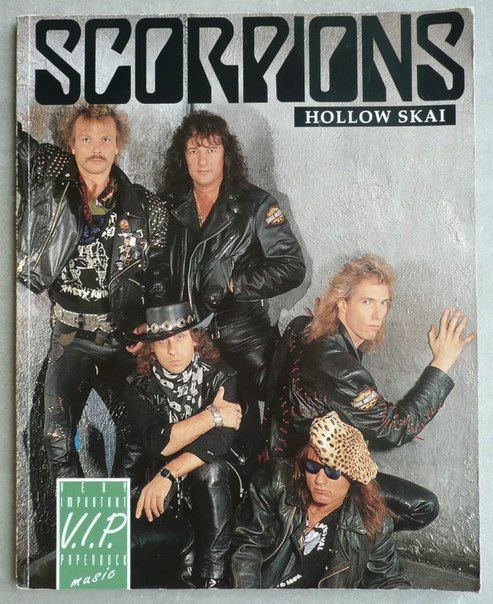 SCORPIONS
HOLLOW SKAI
VERY
IMPORTANT
V.I.P.
PAPERBACK
music